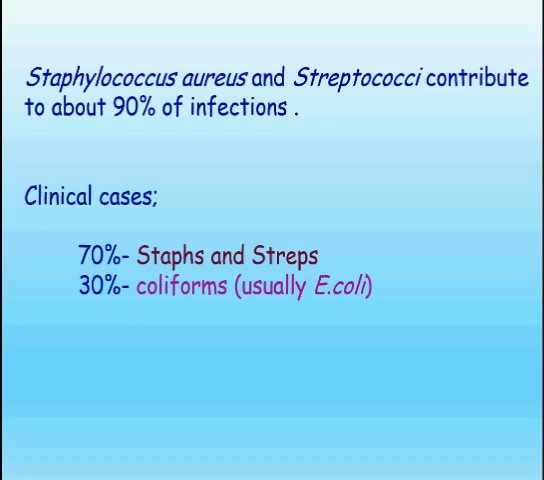 Staphylococcus aureus and Streptococci contribute
to about 90% of infections .
Clinical cases;
70%- Staphs and Streps
30%- coliforms (usually E.coli)